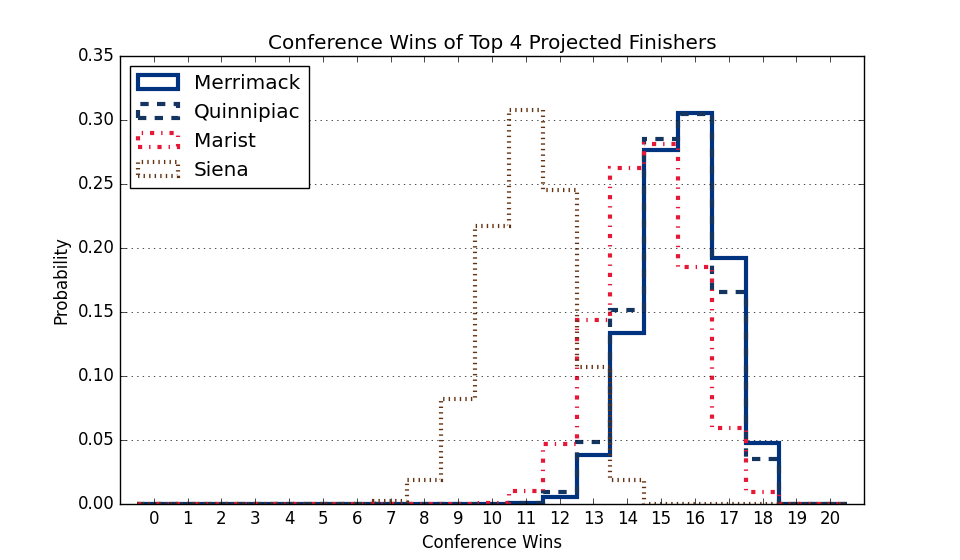 Conference Wins of Top 4 Projected Finishers
Merrimack
Quinnipiac
Marist
Siena
Probability
0.35
0.30
0.25
0.20
0.15
0.10
0.05
0.00
0 1 2 3 4 5 6 7 8 9 10 11 12 13 14 15 16 17 18 19 20
Conference Wins